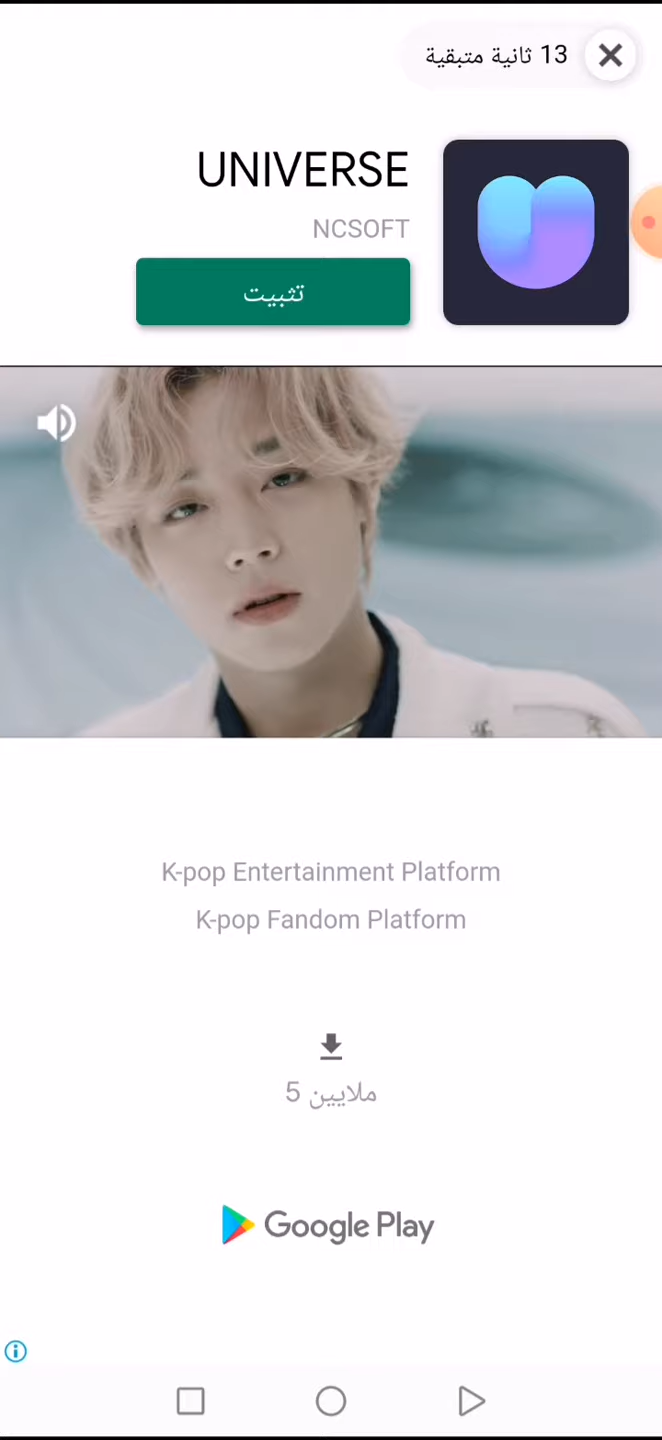 13 ثانية متبقية
UNIVERSE
NCSOFT
تثبيت
K-pop Entertainment Platform
K-pop Fandom Platform
5 ملايين
Google Play